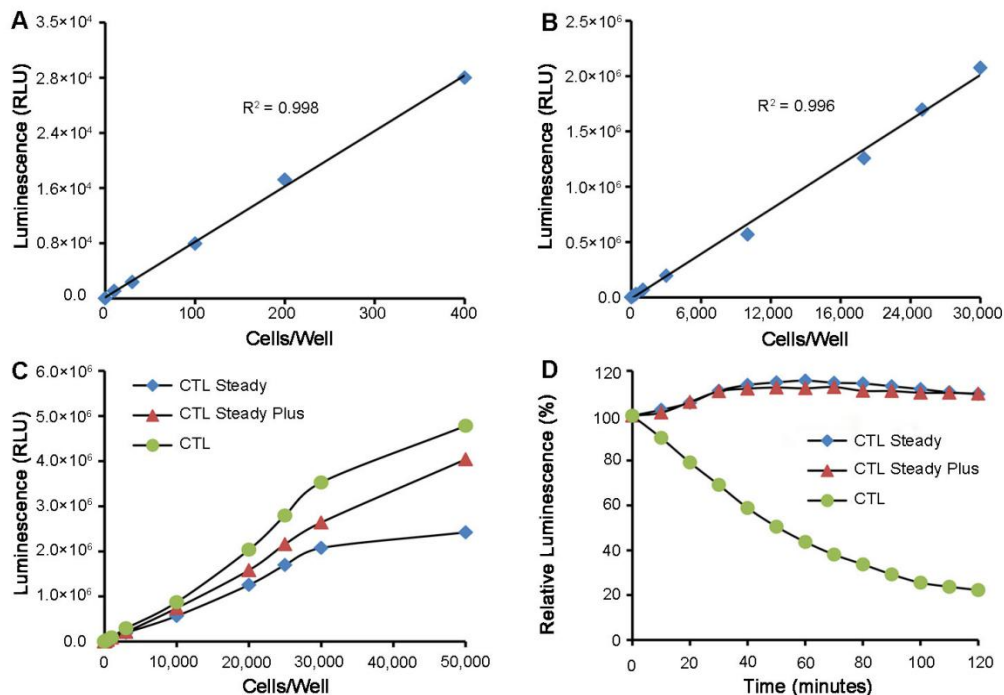 A
Luminescence (RLU)
3.5×10⁴
2.8×10⁴
2.4×10⁴
1.6×10⁴
0.8×10⁴
0.0
R² = 0.998
0 100 200 300 400
Cells/Well
B
Luminescence (RLU)
2.5×10⁶
2.0×10⁶
1.5×10⁶
1.0×10⁶
0.5×10⁶
0.0
R² = 0.996
0 6,000 12,000 18,000 24,000 30,000
Cells/Well
C
Luminescence (RLU)
6.0×10⁶
5.0×10⁶
4.0×10⁶
3.0×10⁶
2.0×10⁶
1.0×10⁶
0.0
CTL Steady
CTL Steady Plus
CTL
0 10,000 20,000 30,000 40,000 50,000
Cells/Well
D
Relative Luminescence (%)
120
100
80
60
40
20
0
CTL Steady
CTL Steady Plus
CTL
0 20 40 60 80 100 120
Time (minutes)